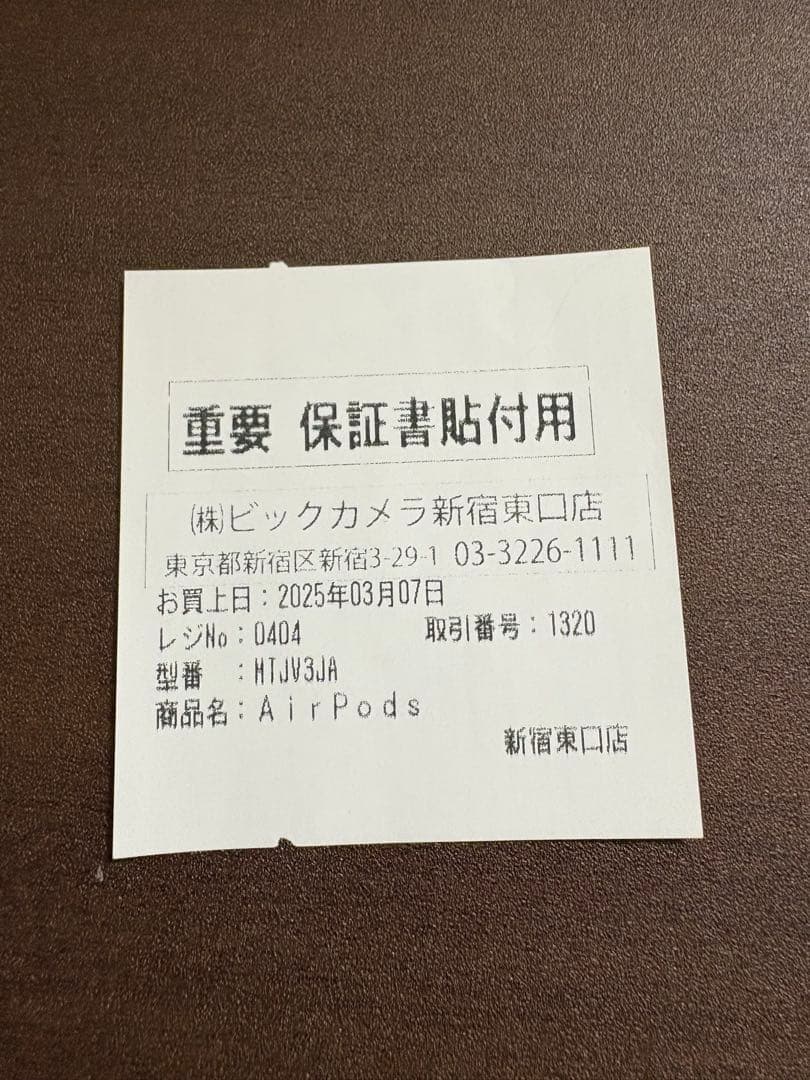 重要 保証書貼付用
㈱ビックカメラ新宿東口店
東京都新宿区新宿3-29-1 03-3226-1111
お買上日：2025年03月07日
レジNo：0404 取引番号：1320
型番 ：MTJV3JA
商品名：AirPods
新宿東口店